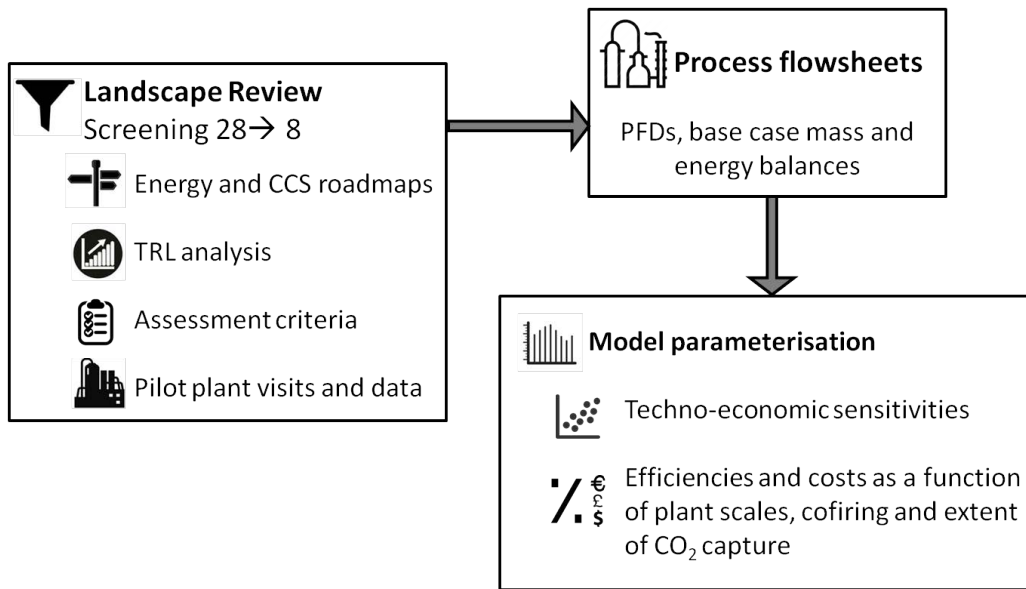 Landscape Review
Screening 28→ 8
Energy and CCS roadmaps
TRL analysis
Assessment criteria
Pilot plant visits and data
Process flowsheets
PFDs, base case mass and
energy balances
Model parameterisation
Techno-economic sensitivities
€
£
$
Efficiencies and costs as a function
of plant scales, cofiring and extent
of CO₂ capture